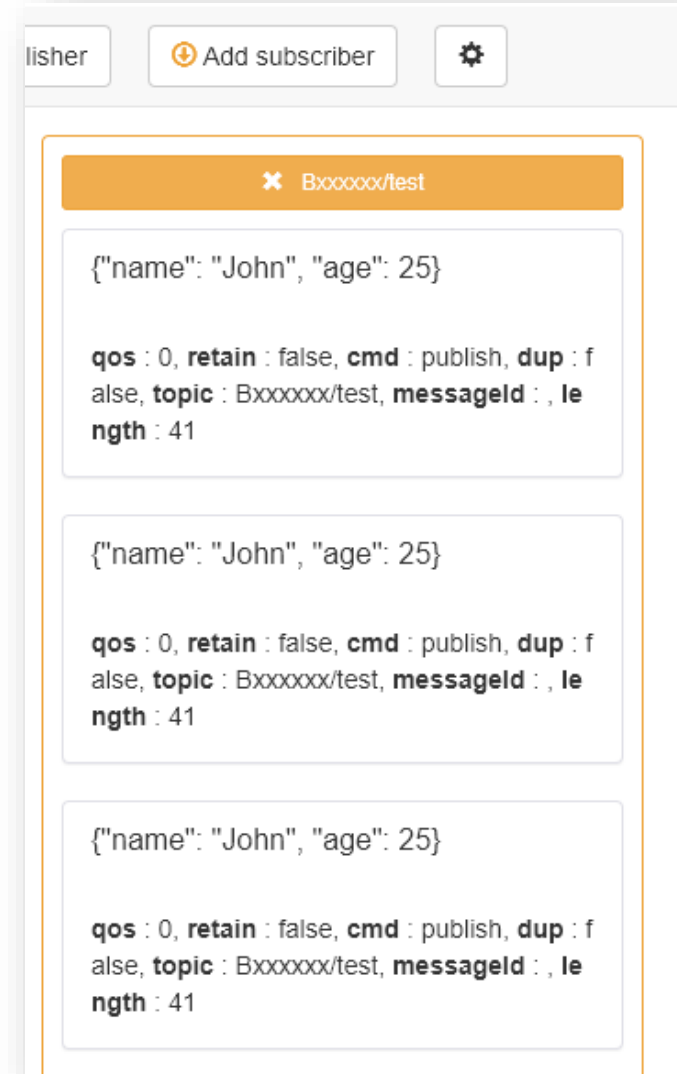 lisher
Add subscriber
Bxxxxxx/test
{"name": "John", "age": 25}
qos : 0, retain : false, cmd : publish, dup : f
alse, topic : Bxxxxxx/test, messageId : , le
ngth : 41
{"name": "John", "age": 25}
qos : 0, retain : false, cmd : publish, dup : f
alse, topic : Bxxxxxx/test, messageId : , le
ngth : 41
{"name": "John", "age": 25}
qos : 0, retain : false, cmd : publish, dup : f
alse, topic : Bxxxxxx/test, messageId : , le
ngth : 41